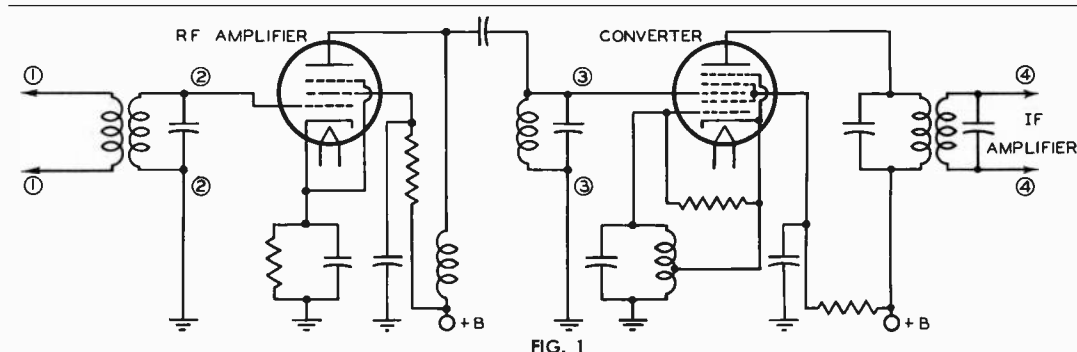 RF AMPLIFIER
CONVERTER
①
②
③
④
IF
AMPLIFIER
①
②
③
④
+B
+B
FIG. 1